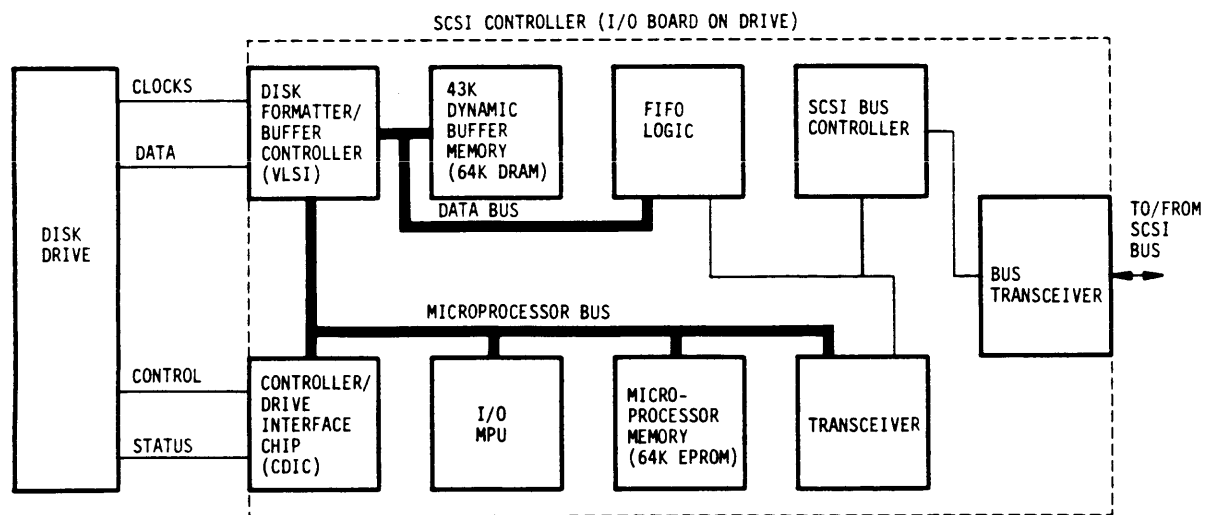 SCSI CONTROLLER (I/O BOARD ON DRIVE)
DISK
DRIVE
CLOCKS
DATA
CONTROL
STATUS
DISK
FORMATTER/
BUFFER
CONTROLLER
(VLSI)
43K
DYNAMIC
BUFFER
MEMORY
(64K DRAM)
FIFO
LOGIC
SCSI BUS
CONTROLLER
DATA BUS
TO/FROM
SCSI
BUS
BUS
TRANSCEIVER
MICROPROCESSOR BUS
CONTROLLER/
DRIVE
INTERFACE
CHIP
(CDIC)
I/O
MPU
MICRO-
PROCESSOR
MEMORY
(64K EPROM)
TRANSCEIVER